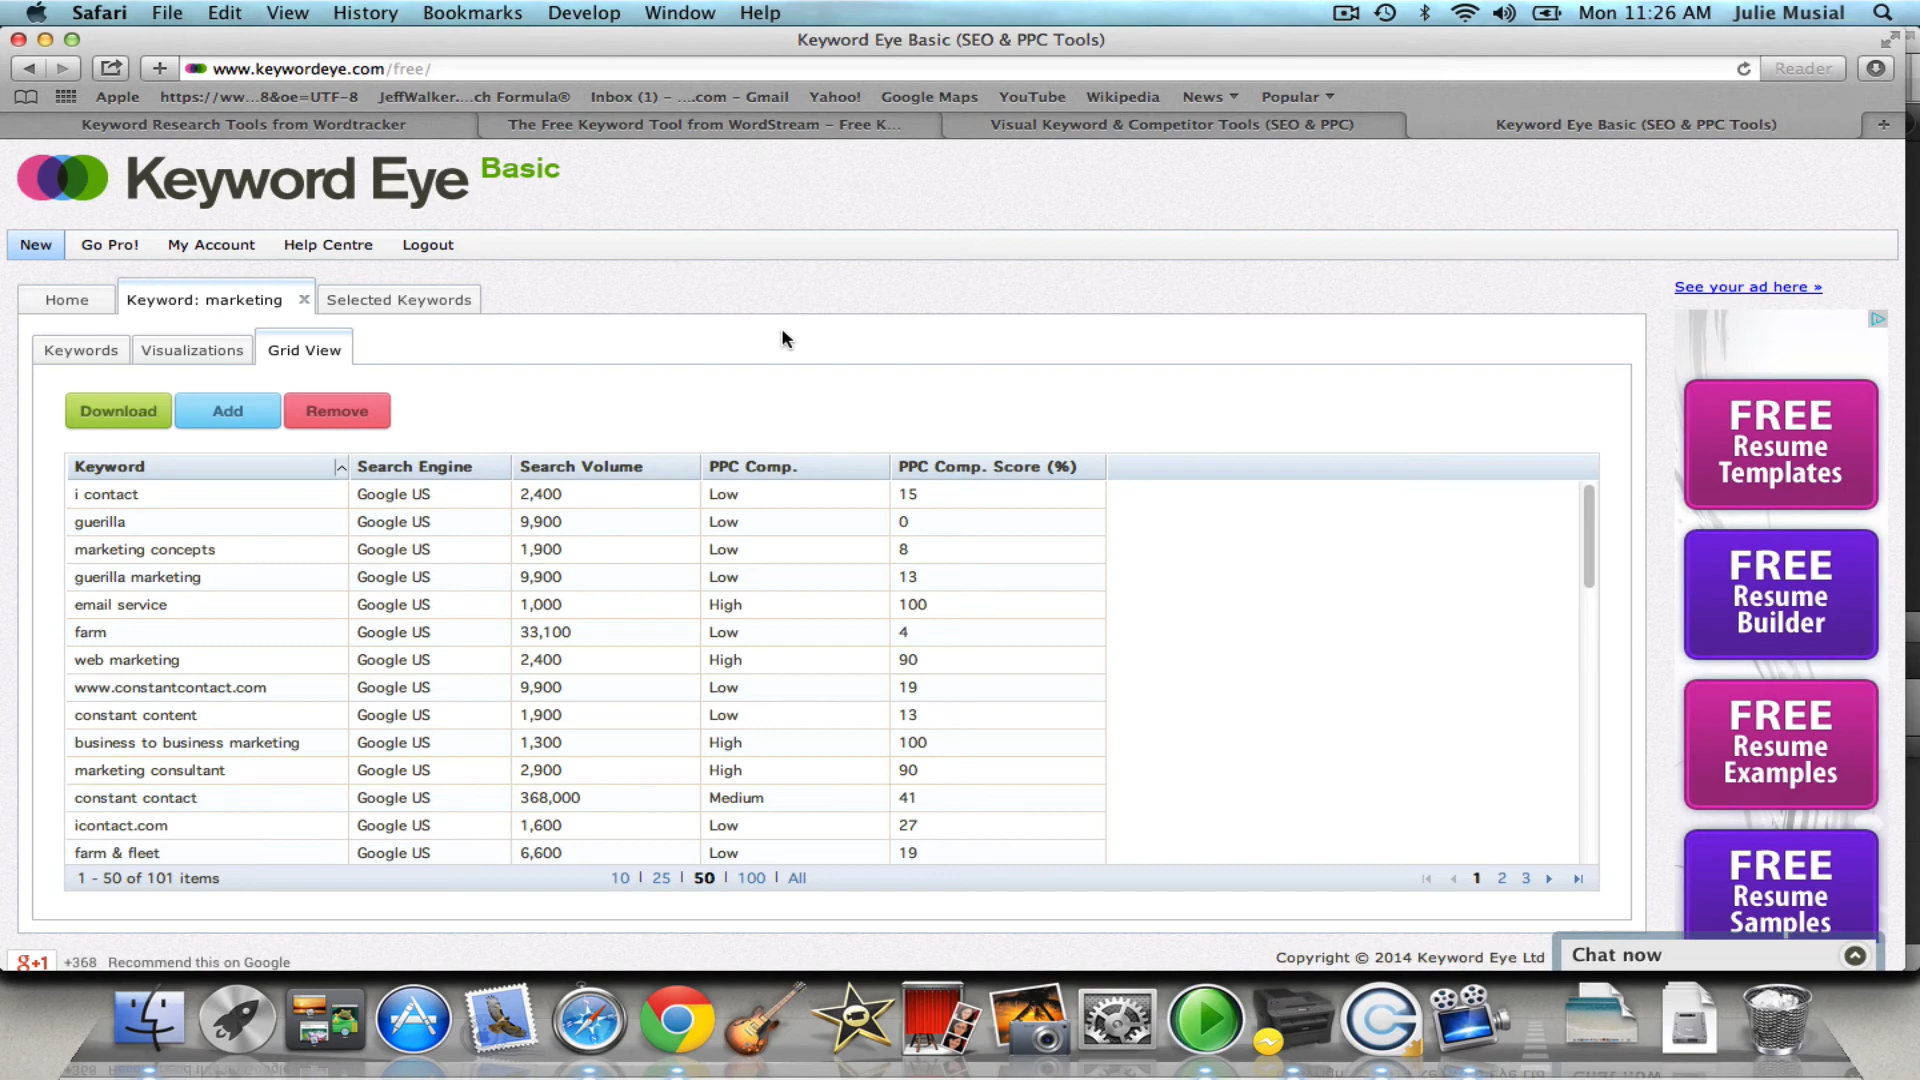 Safari File Edit View History Bookmarks Develop Window Help Mon 11:26 AM Julie Musial
Keyword Eye Basic (SEO & PPC Tools)
www.keywordeye.com/free/ Reader
Apple https://ww...8&oe=UTF-8 JeffWalker....ch Formula® Inbox (1) - ....com - Gmail Yahoo! Google Maps YouTube Wikipedia News Popular
Keyword Research Tools from Wordtracker The Free Keyword Tool from WordStream – Free K... Visual Keyword & Competitor Tools (SEO & PPC) Keyword Eye Basic (SEO & PPC Tools)
Keyword Eye Basic
New Go Pro! My Account Help Centre Logout
See your ad here »
Home Keyword: marketing x Selected Keywords
Keywords Visualizations Grid View
Download Add Remove
Keyword Search Engine Search Volume PPC Comp. PPC Comp. Score (%)
i contact Google US 2,400 Low 15
guerilla Google US 9,900 Low 0
marketing concepts Google US 1,900 Low 8
guerilla marketing Google US 9,900 Low 13
email service Google US 1,000 High 100
farm Google US 33,100 Low 4
web marketing Google US 2,400 High 90
www.constantcontact.com Google US 9,900 Low 19
constant content Google US 1,900 Low 13
business to business marketing Google US 1,300 High 100
marketing consultant Google US 2,900 High 90
constant contact Google US 368,000 Medium 41
icontact.com Google US 1,600 Low 27
farm & fleet Google US 6,600 Low 19
1 - 50 of 101 items 10 | 25 | 50 | 100 | All 1 2 3
FREE
Resume
Templates
FREE
Resume
Builder
FREE
Resume
Examples
FREE
Resume
Samples
g+1 +368 Recommend this on Google
Copyright © 2014 Keyword Eye Ltd
Chat now